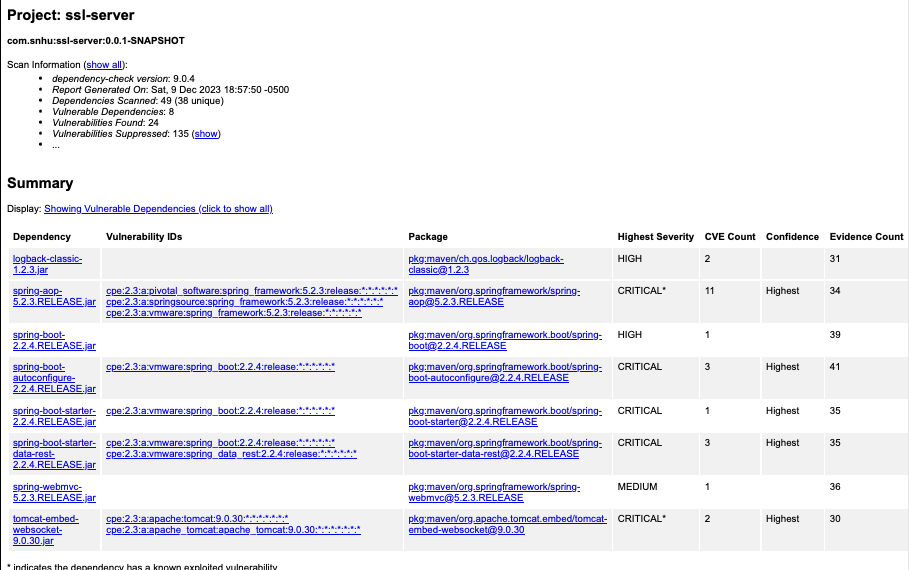 Project: ssl-server
com.snhu:ssl-server:0.0.1-SNAPSHOT
Scan Information (show all):
• dependency-check version: 9.0.4
• Report Generated On: Sat, 9 Dec 2023 18:57:50 -0500
• Dependencies Scanned: 49 (38 unique)
• Vulnerable Dependencies: 8
• Vulnerabilities Found: 24
• Vulnerabilities Suppressed: 135 (show)
• ...
Summary
Display: Showing Vulnerable Dependencies (click to show all)
Dependency Vulnerability IDs Package Highest Severity CVE Count Confidence Evidence Count
logback-classic- pkg:maven/ch.qos.logback/logback- HIGH 2 31
1.2.3.jar classic@1.2.3
spring-aop- cpe:2.3:a:pivotal_software:spring_framework:5.2.3:release:*:*:*:*:*:* pkg:maven/org.springframework/spring- CRITICAL* 11 Highest 34
5.2.3.RELEASE.jar cpe:2.3:a:springsource:spring_framework:5.2.3:release:*:*:*:*:*:* aop@5.2.3.RELEASE
cpe:2.3:a:vmware:spring_framework:5.2.3:release:*:*:*:*:*:*
spring-boot- pkg:maven/org.springframework.boot/spring- HIGH 1 39
2.2.4.RELEASE.jar boot@2.2.4.RELEASE
spring-boot- cpe:2.3:a:vmware:spring_boot:2.2.4:release:*:*:*:*:*:* pkg:maven/org.springframework.boot/spring- CRITICAL 3 Highest 41
autoconfigure- boot-autoconfigure@2.2.4.RELEASE
2.2.4.RELEASE.jar
spring-boot-starter- cpe:2.3:a:vmware:spring_boot:2.2.4:release:*:*:*:*:*:* pkg:maven/org.springframework.boot/spring- CRITICAL 1 Highest 35
2.2.4.RELEASE.jar boot-starter@2.2.4.RELEASE
spring-boot-starter- cpe:2.3:a:vmware:spring_boot:2.2.4:release:*:*:*:*:*:* pkg:maven/org.springframework.boot/spring- CRITICAL 3 Highest 35
data-rest- cpe:2.3:a:vmware:spring_data_rest:2.2.4:release:*:*:*:*:*:* boot-starter-data-rest@2.2.4.RELEASE
2.2.4.RELEASE.jar
spring-webmvc- pkg:maven/org.springframework/spring- MEDIUM 1 36
5.2.3.RELEASE.jar webmvc@5.2.3.RELEASE
tomcat-embed- cpe:2.3:a:apache:tomcat:9.0.30:*:*:*:*:*:*:* pkg:maven/org.apache.tomcat.embed/tomcat- CRITICAL* 2 Highest 30
websocket- cpe:2.3:a:apache_tomcat:apache_tomcat:9.0.30:*:*:*:*:*:*:* embed-websocket@9.0.30
9.0.30.jar
* indicates the dependency has a known exploited vulnerability